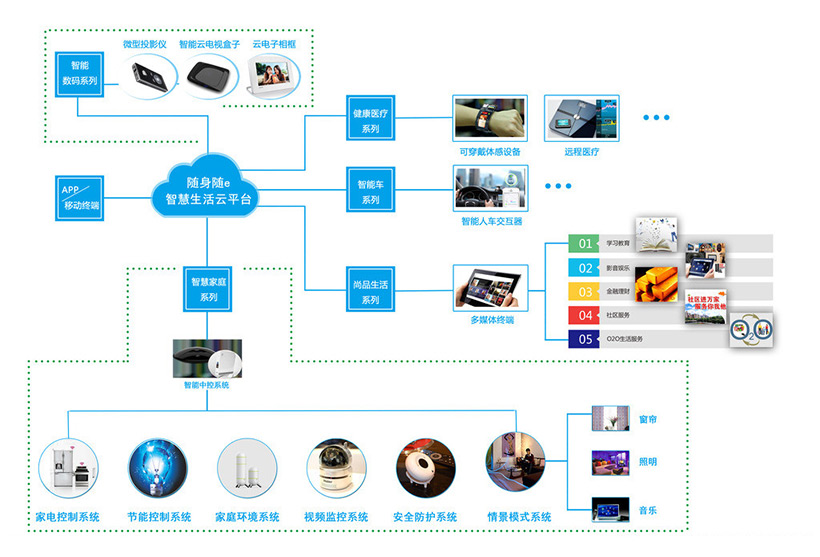 微型投影仪
智能云电视盒子
云电子相框
智能
数码系列
健康医疗
系列
可穿戴体感设备
远程医疗
随身随e
智慧生活云平台
APP
移动终端
智能车
系列
智能人车交互器
智慧家庭
系列
尚品生活
系列
多媒体终端
01
学习教育
02
影音娱乐
03
金融理财
04
社区服务
05
O2O生活服务
社区进万家
服务你我他
O2O
智能中控系统
家电控制系统
节能控制系统
家庭环境系统
视频监控系统
安全防护系统
情景模式系统
窗帘
照明
音乐